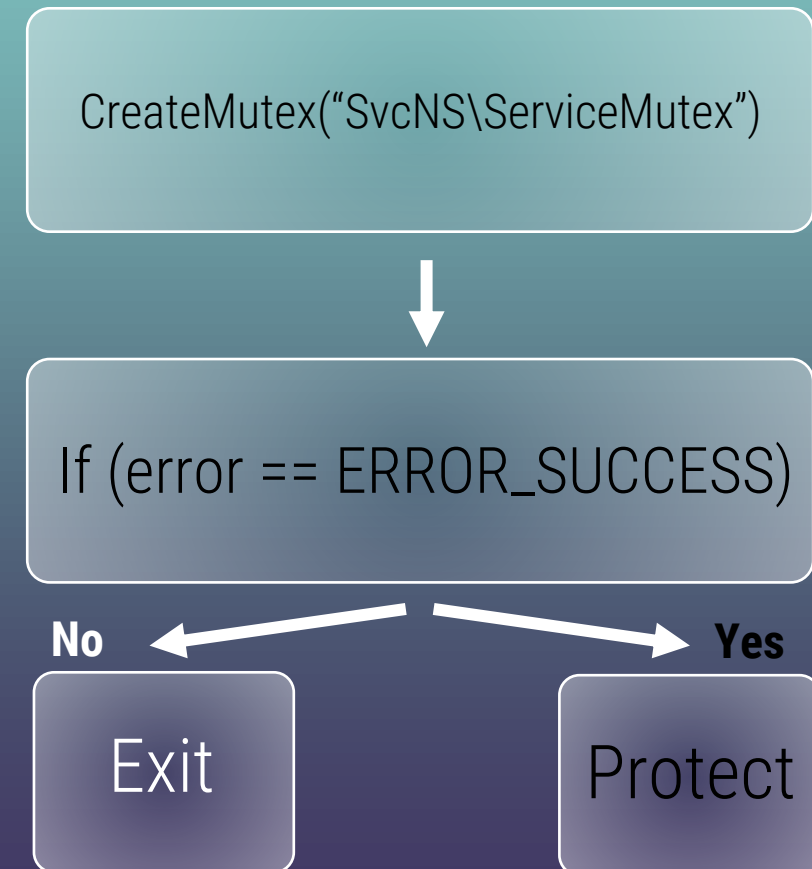 CreateMutex(“SvcNS\ServiceMutex”)
If (error == ERROR_SUCCESS)
No
Yes
Exit
Protect